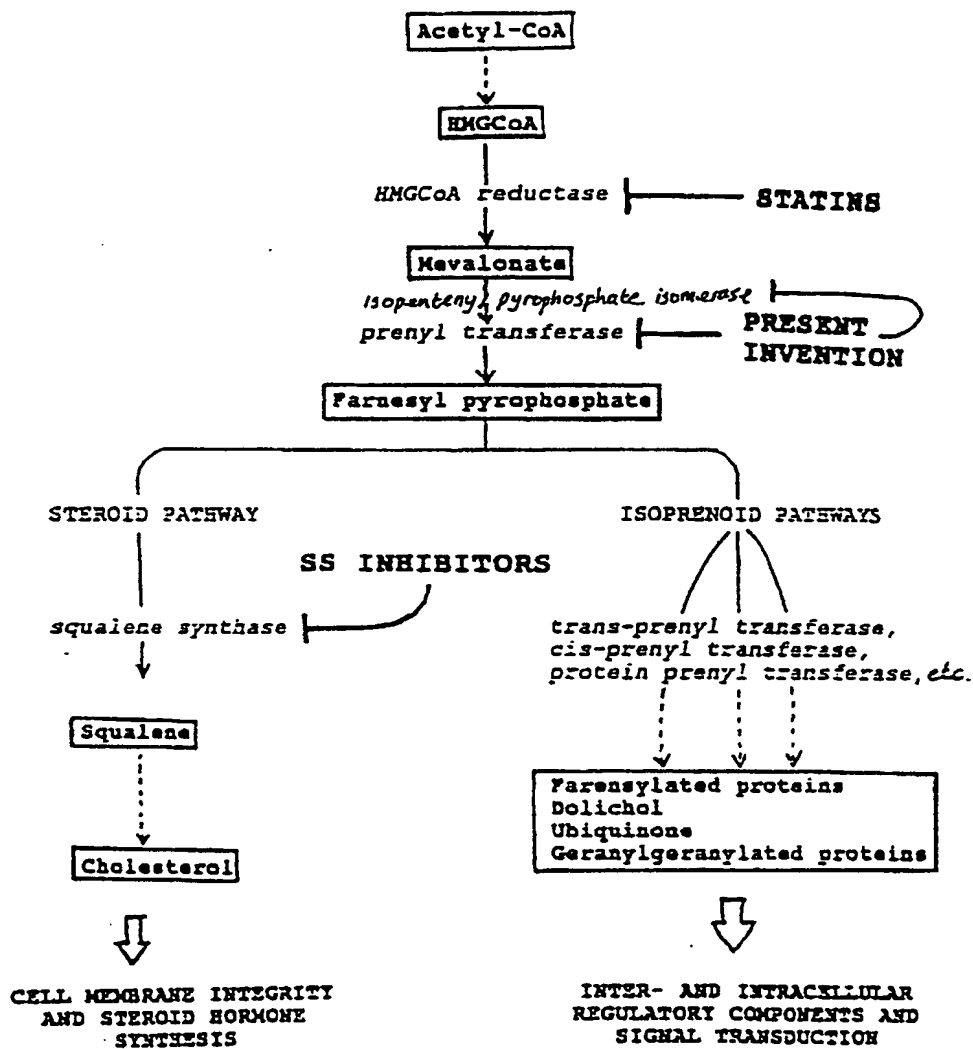 Acetyl-CoA
HMGCoA
HMGCoA reductase
STATINS
Mevalonate
isopentenyl pyrophosphate isomerase
prenyl transferase
PRESENT
INVENTION
Farnesyl pyrophosphate
STEROID PATHWAY
ISOPRENOID PATHWAYS
SS INHIBITORS
squalene synthase
trans-prenyl transferase,
cis-prenyl transferase,
protein prenyl transferase, etc.
Squalene
Farensylated proteins
Dolichol
Ubiquinone
Geranylgeranylated proteins
Cholesterol
CELL MEMBRANE INTEGRITY
AND STEROID HORMONE
SYNTHESIS
INTER- AND INTRACELLULAR
REGULATORY COMPONENTS AND
SIGNAL TRANSDUCTION